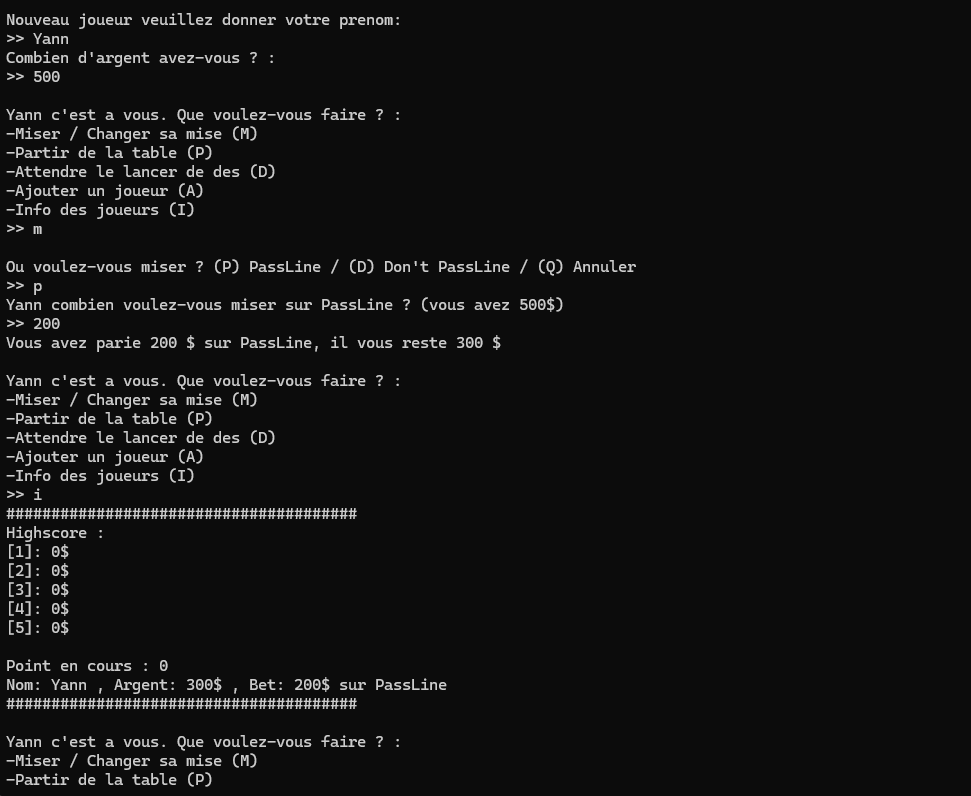 Nouveau joueur veuillez donner votre prenom:
>> Yann
Combien d'argent avez-vous ? :
>> 500
Yann c'est a vous. Que voulez-vous faire ? :
-Miser / Changer sa mise (M)
-Partir de la table (P)
-Attendre le lancer de des (D)
-Ajouter un joueur (A)
-Info des joueurs (I)
>> m
Ou voulez-vous miser ? (P) PassLine / (D) Don't PassLine / (Q) Annuler
>> p
Yann combien voulez-vous miser sur PassLine ? (vous avez 500$)
>> 200
Vous avez parie 200 $ sur PassLine, il vous reste 300 $
Yann c'est a vous. Que voulez-vous faire ? :
-Miser / Changer sa mise (M)
-Partir de la table (P)
-Attendre le lancer de des (D)
-Ajouter un joueur (A)
-Info des joueurs (I)
>> i
#######################################
Highscore :
[1]: 0$
[2]: 0$
[3]: 0$
[4]: 0$
[5]: 0$
Point en cours : 0
Nom: Yann , Argent: 300$ , Bet: 200$ sur PassLine
#######################################
Yann c'est a vous. Que voulez-vous faire ? :
-Miser / Changer sa mise (M)
-Partir de la table (P)